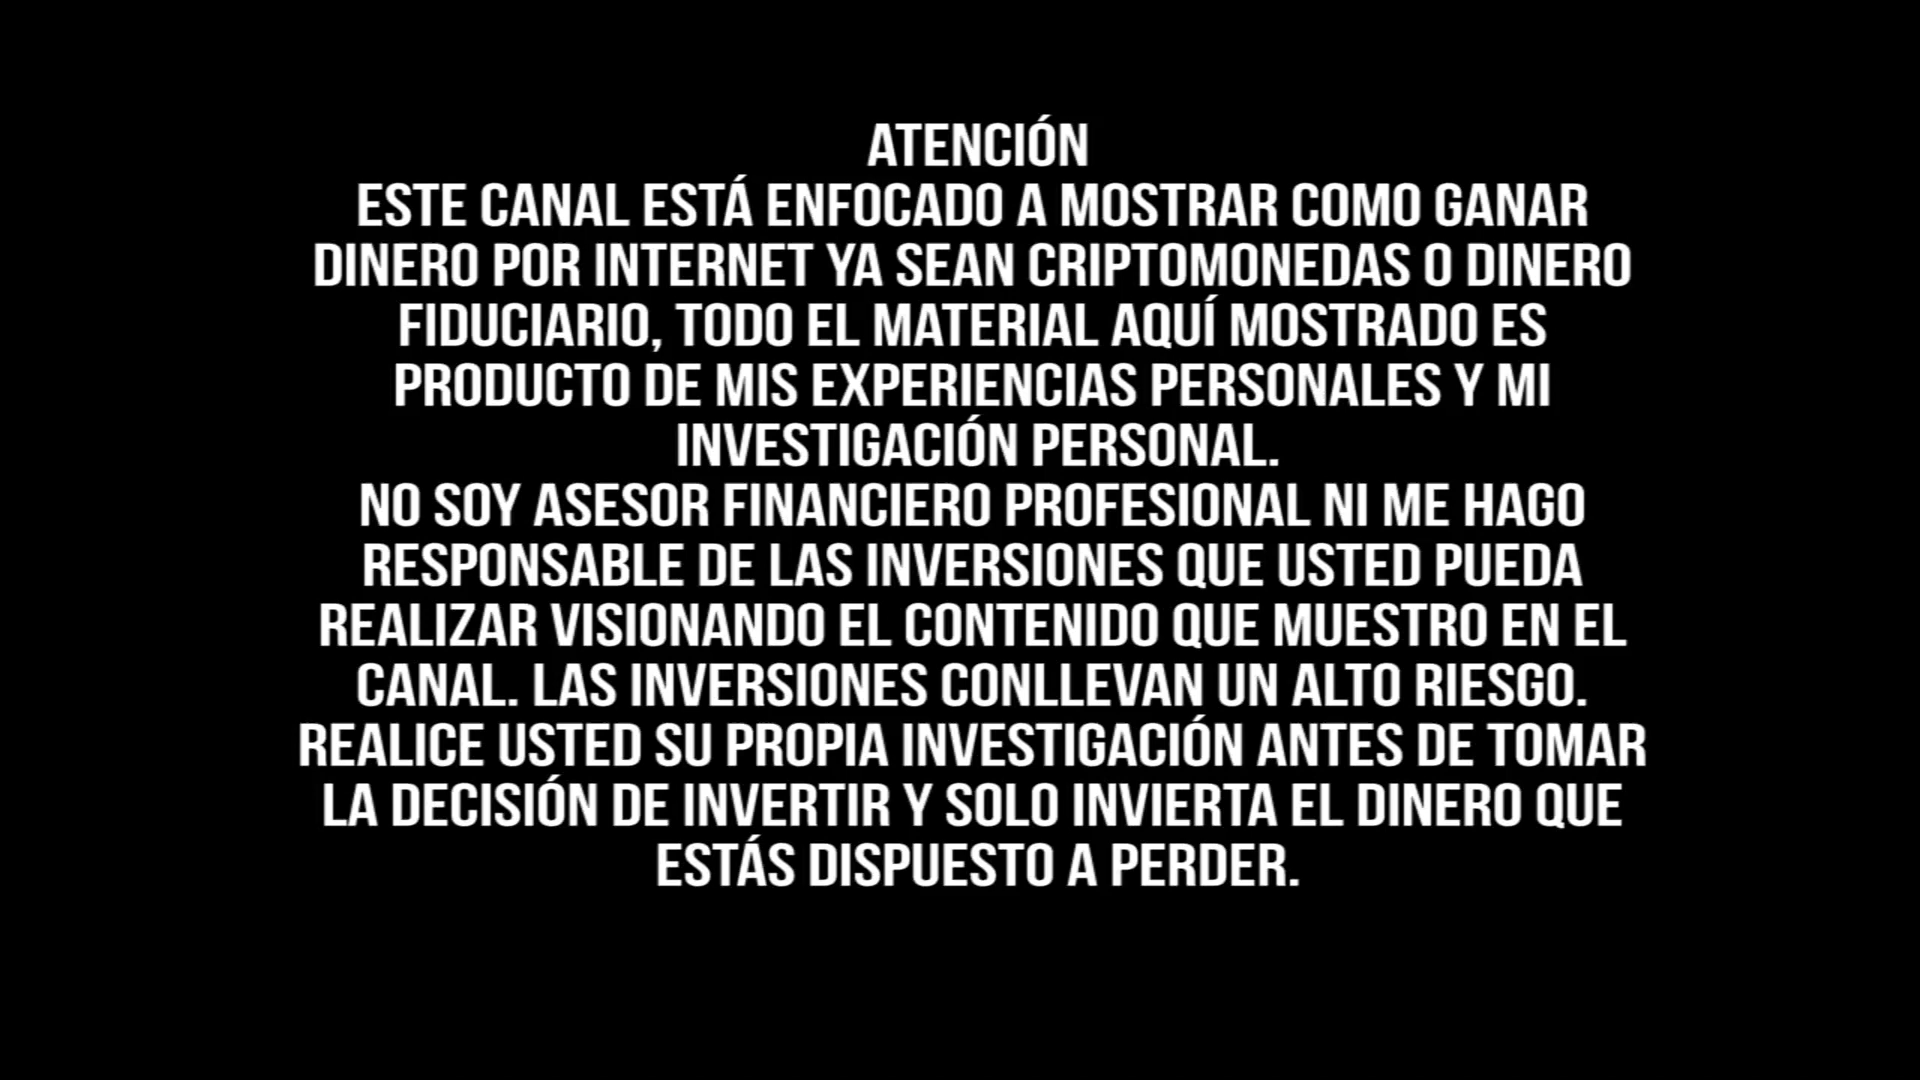 ATENCIÓN
ESTE CANAL ESTÁ ENFOCADO A MOSTRAR COMO GANAR
DINERO POR INTERNET YA SEAN CRIPTOMONEDAS O DINERO
FIDUCIARIO, TODO EL MATERIAL AQUÍ MOSTRADO ES
PRODUCTO DE MIS EXPERIENCIAS PERSONALES Y MI
INVESTIGACIÓN PERSONAL.
NO SOY ASESOR FINANCIERO PROFESIONAL NI ME HAGO
RESPONSABLE DE LAS INVERSIONES QUE USTED PUEDA
REALIZAR VISIONANDO EL CONTENIDO QUE MUESTRO EN EL
CANAL. LAS INVERSIONES CONLLEVAN UN ALTO RIESGO.
REALICE USTED SU PROPIA INVESTIGACIÓN ANTES DE TOMAR
LA DECISIÓN DE INVERTIR Y SOLO INVIERTA EL DINERO QUE
ESTÁS DISPUESTO A PERDER.